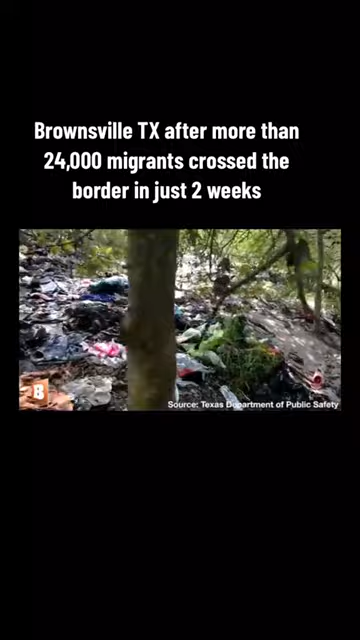 Brownsville TX after more than
24,000 migrants crossed the
border in just 2 weeks
B
Source: Texas Department of Public Safety